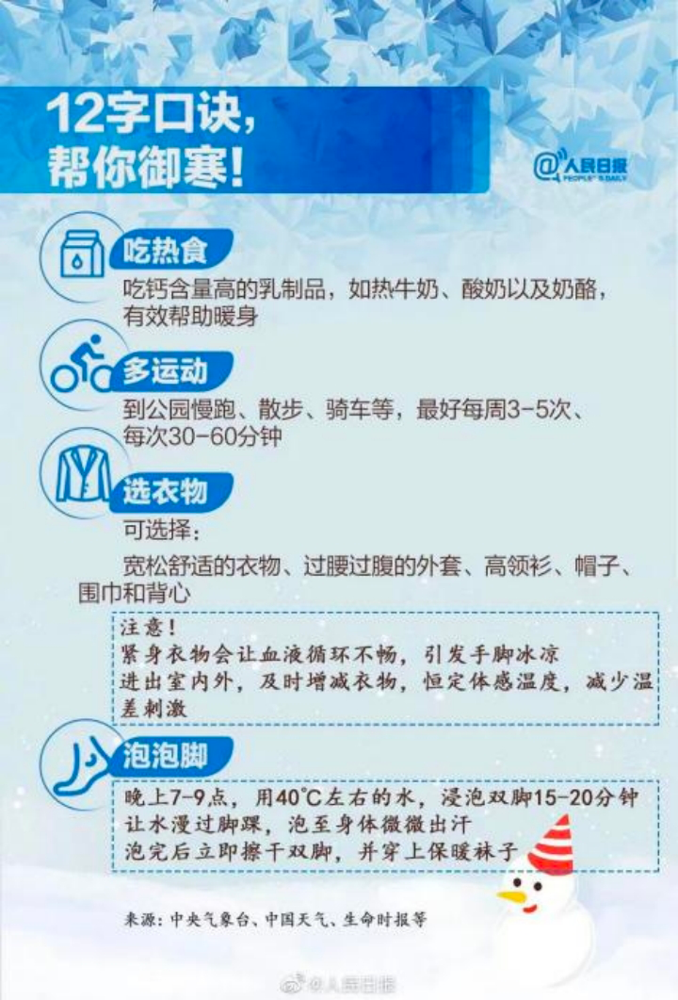 12字口诀，
帮你御寒！
@人民日报
PEOPLE'S DAILY
吃热食
吃钙含量高的乳制品，如热牛奶、酸奶以及奶酪，
有效帮助暖身
多运动
到公园慢跑、散步、骑车等，最好每周3-5次、
每次30-60分钟
选衣物
可选择：
宽松舒适的衣物、过腰过腹的外套、高领衫、帽子、
围巾和背心
注意！
紧身衣物会让血液循环不畅，引发手脚冰凉
进出室内外，及时增减衣物，恒定体感温度，减少温
差刺激
泡泡脚
晚上7-9点，用40℃左右的水，浸泡双脚15-20分钟
让水漫过脚踝，泡至身体微微出汗
泡完后立即擦干双脚，并穿上保暖袜子
来源：中央气象台、中国天气、生命时报等
@人民日报